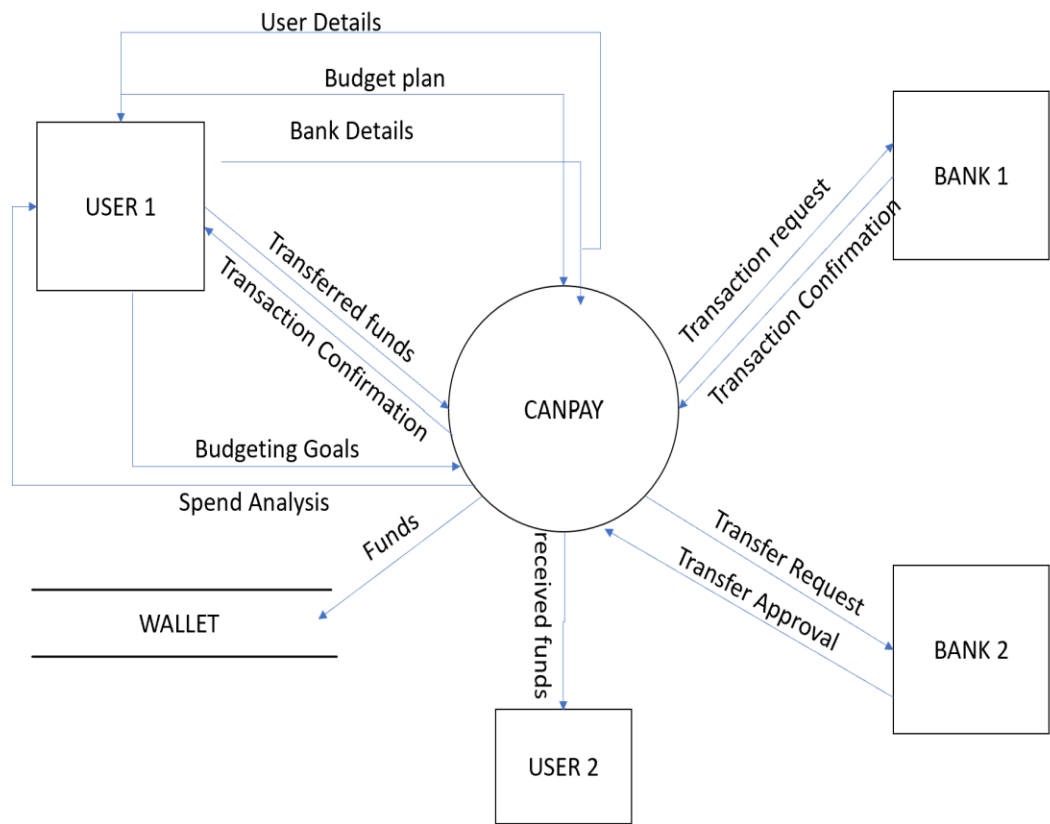 User Details
Budget plan
Bank Details
USER 1
BANK 1
Transaction request
Transaction Confirmation
Transferred funds
Transaction Confirmation
CANPAY
Budgeting Goals
Spend Analysis
Funds
received funds
Transfer Request
Transfer Approval
WALLET
BANK 2
USER 2